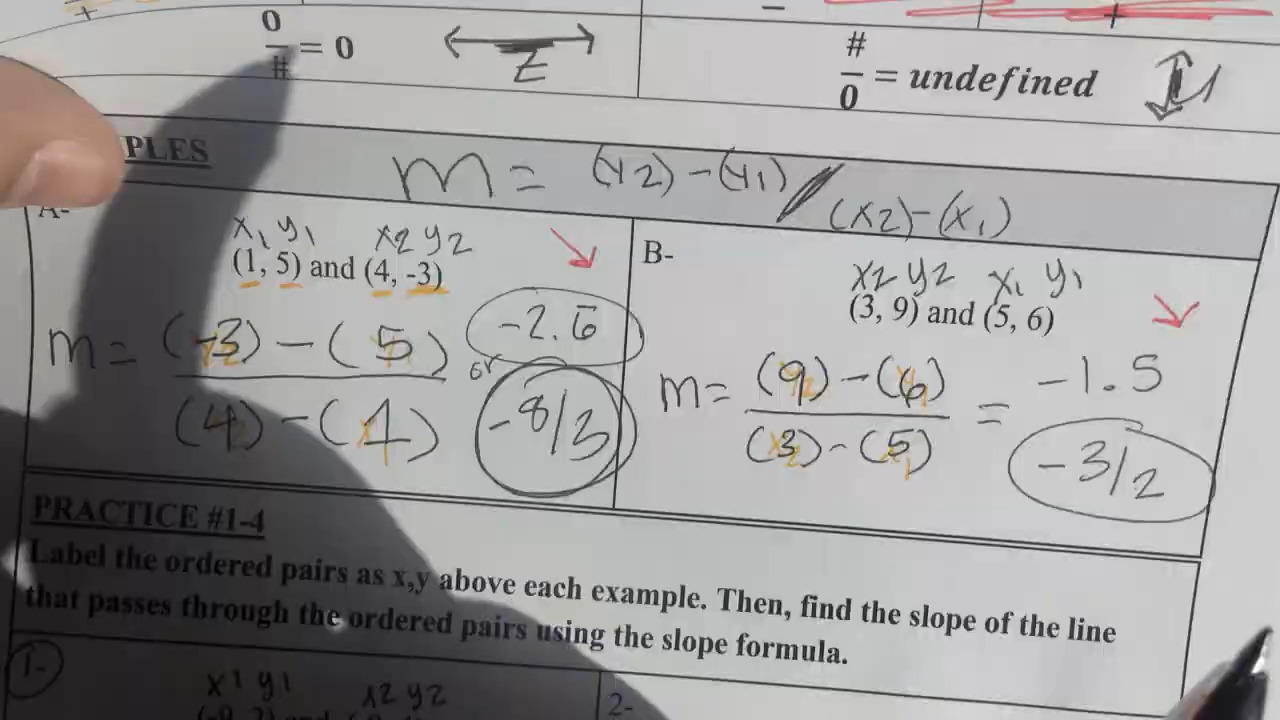 0/# = 0
Z
#/0 = undefined
U
PLES
m = (y2)-(y1) / (x2)-(x1)
A-
x1 y1 x2 y2
(1, 5) and (4, -3)
m = (-3) - (5)
(4) - (1)
-2.6
or
-8/3
B-
x2 y2 x1 y1
(3, 9) and (5, 6)
m = (9) - (6)
(3) - (5)
= -1.5
-3/2
PRACTICE #1-4
Label the ordered pairs as x,y above each example. Then, find the slope of the line
that passes through the ordered pairs using the slope formula.
1-
x1 y1 x2 y2
2-